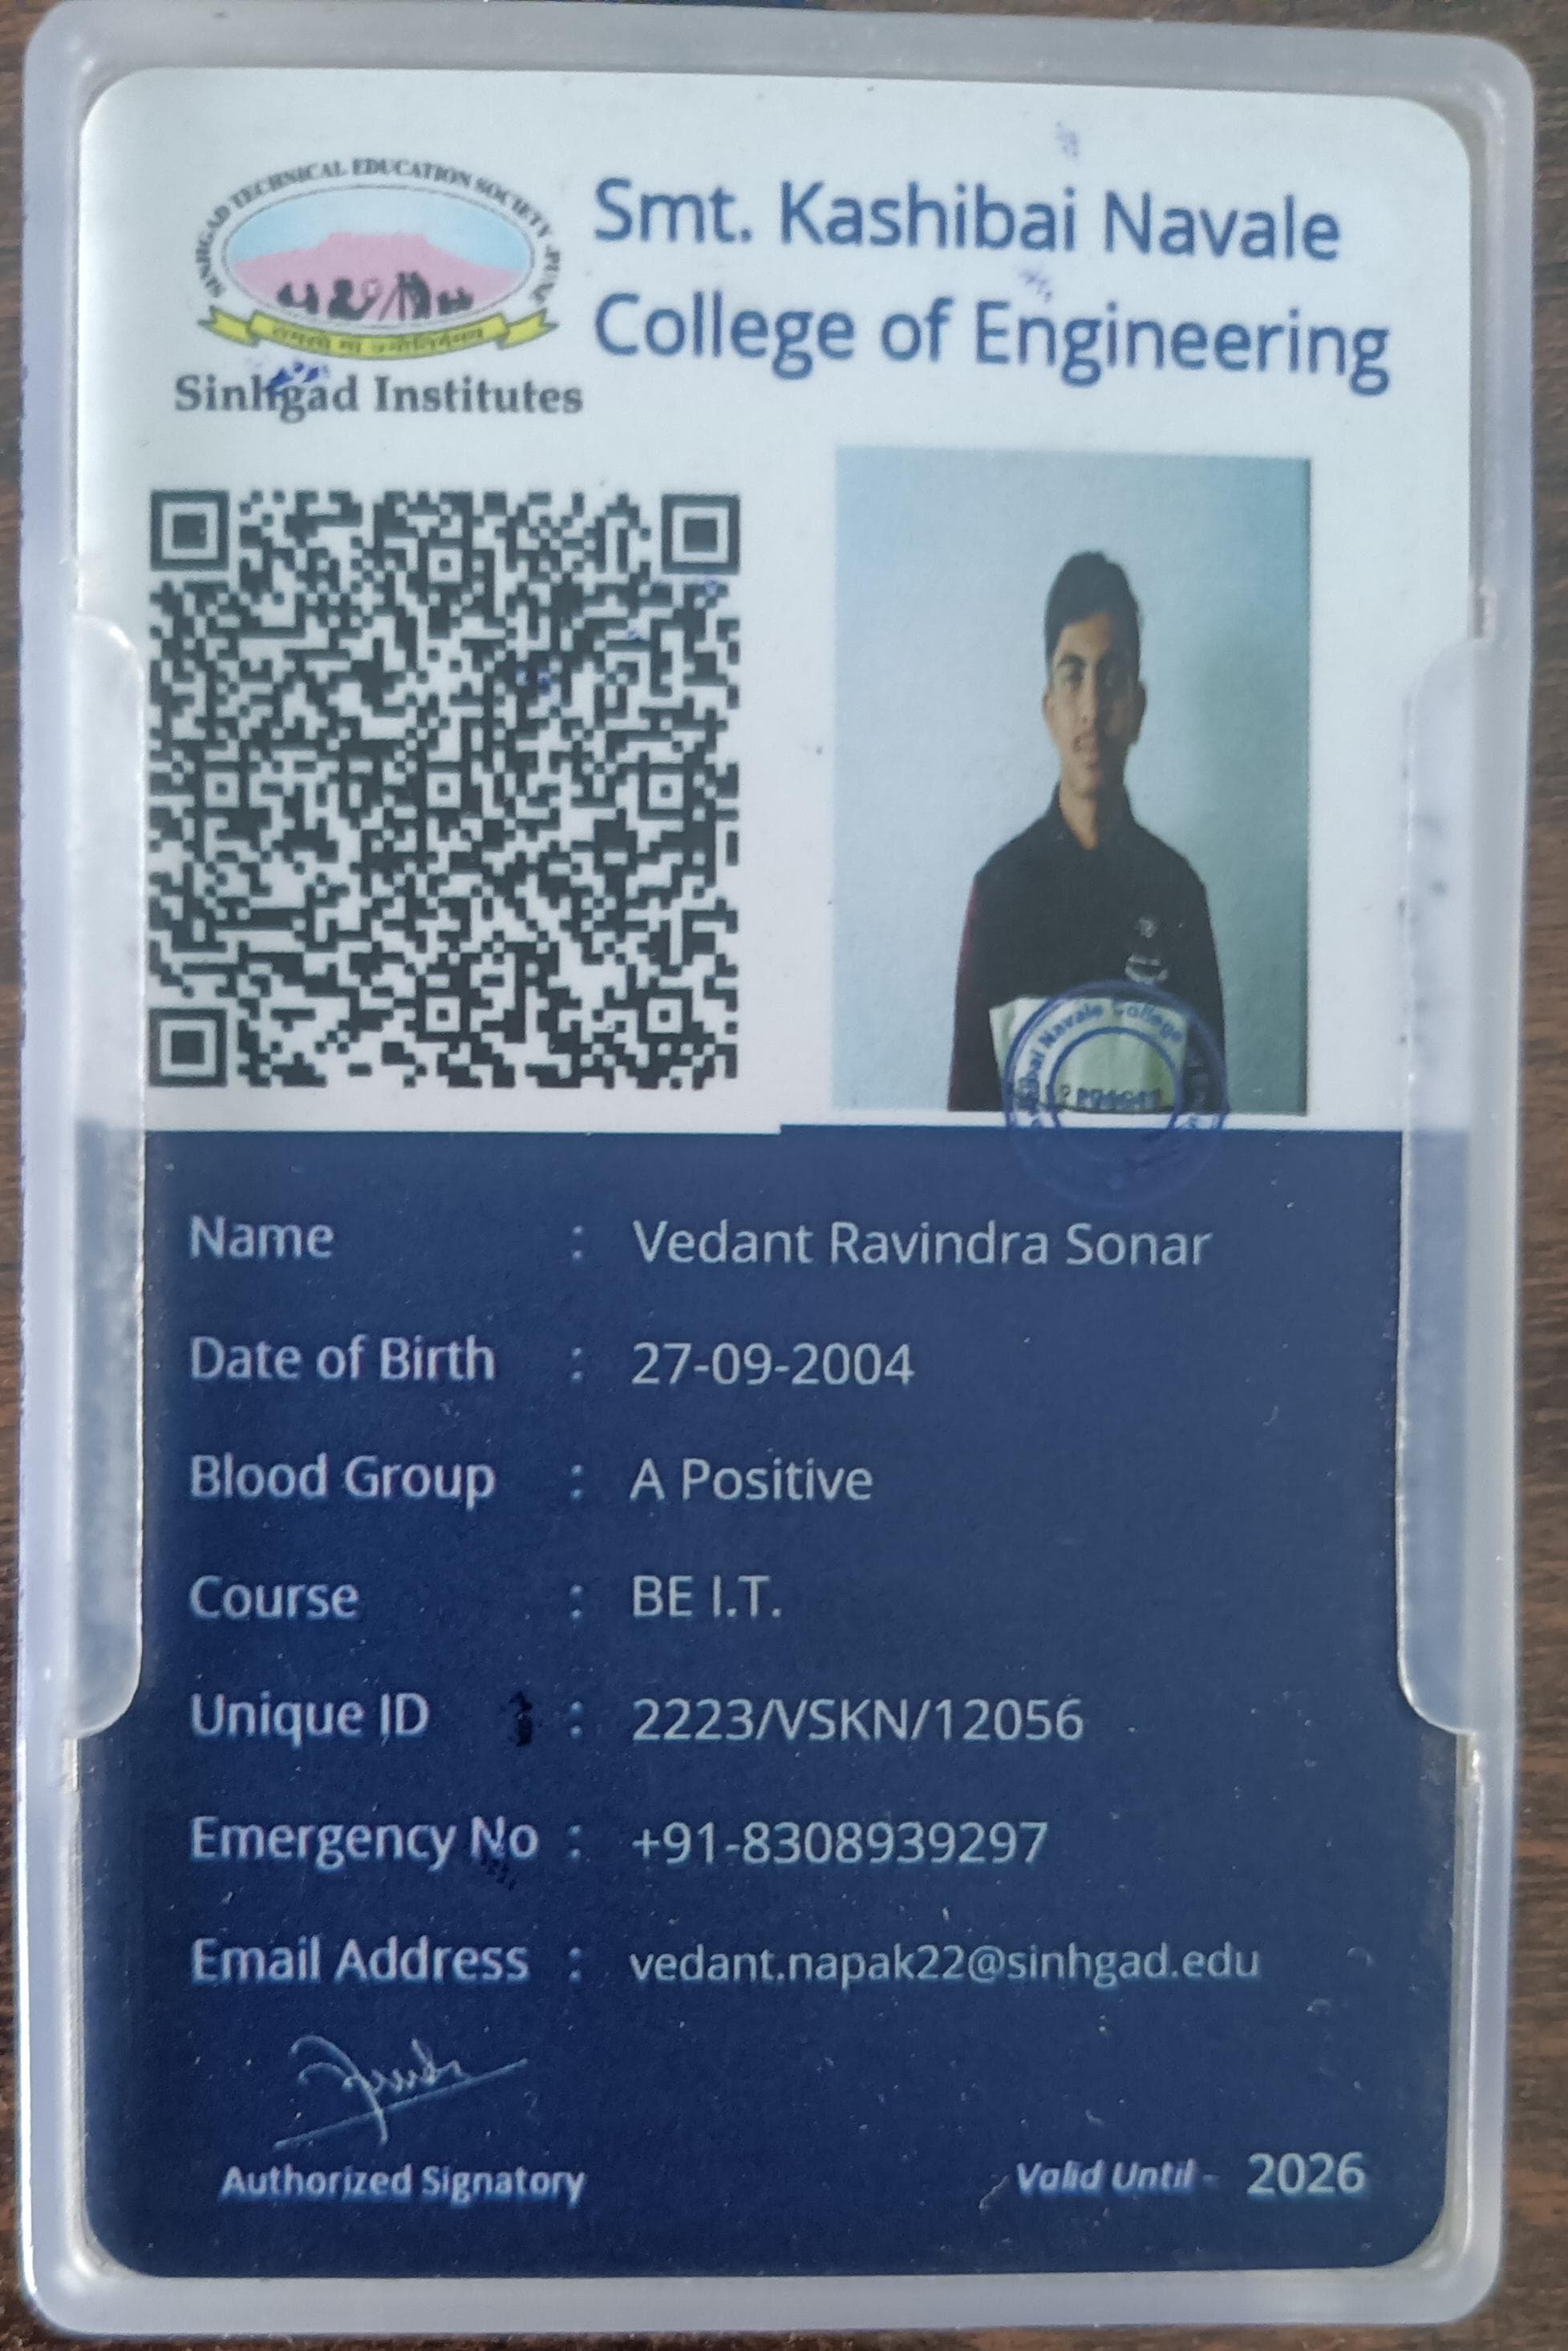 SINHGAD TECHNICAL EDUCATION SOCIETY - PUNE
तमसो मा ज्योतिर्गमय
Sinhgad Institutes
Smt. Kashibai Navale
College of Engineering
Navale College
Name : Vedant Ravindra Sonar
Date of Birth : 27-09-2004
Blood Group : A Positive
Course : BE I.T.
Unique ID : 2223/VSKN/12056
Emergency No : +91-8308939297
Email Address : vedant.napak22@sinhgad.edu
Authorized Signatory
Valid Until - 2026